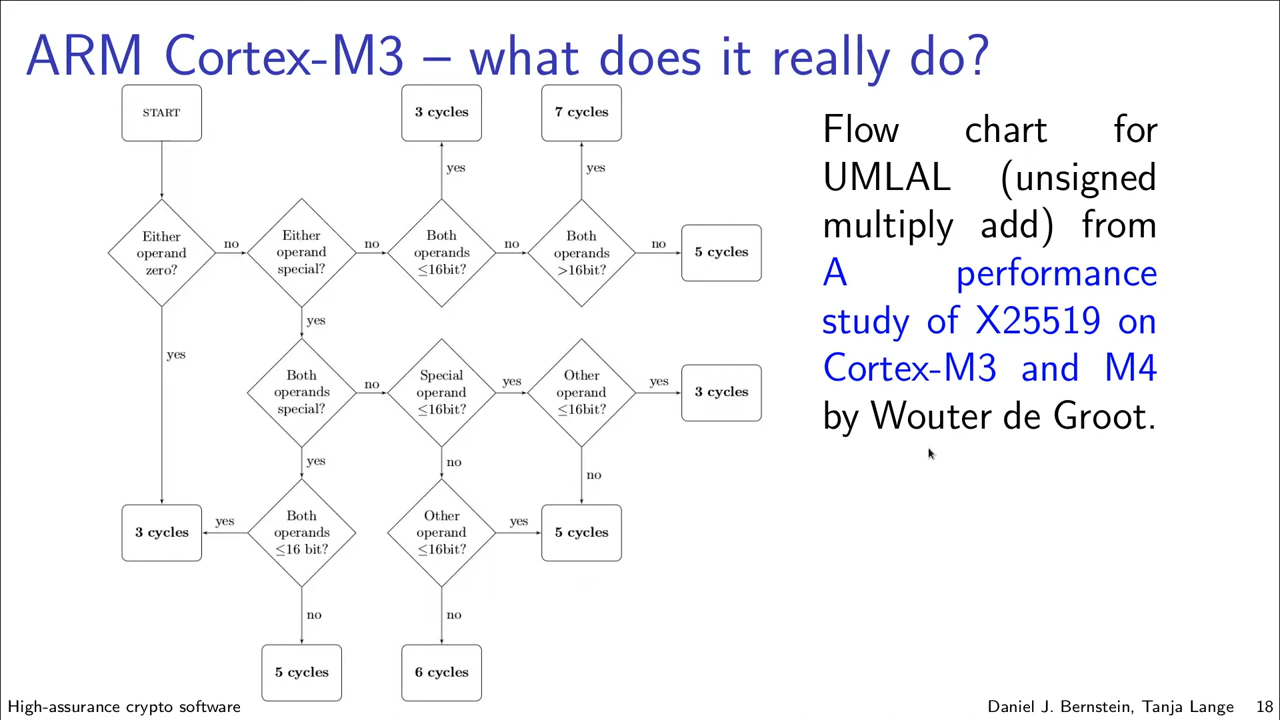 ARM Cortex-M3 – what does it really do?
START
3 cycles
7 cycles
yes
yes
Either
operand
zero?
no
Either
operand
special?
no
Both
operands
≤16bit?
no
Both
operands
>16bit?
no
5 cycles
yes
yes
Both
operands
special?
no
Special
operand
≤16bit?
yes
Other
operand
≤16bit?
yes
3 cycles
yes
no
no
3 cycles
yes
Both
operands
≤16 bit?
Other
operand
≤16bit?
yes
5 cycles
no
no
5 cycles
6 cycles
Flow chart for
UMLAL (unsigned
multiply add) from
A performance
study of X25519 on
Cortex-M3 and M4
by Wouter de Groot.
High-assurance crypto software
Daniel J. Bernstein, Tanja Lange
18